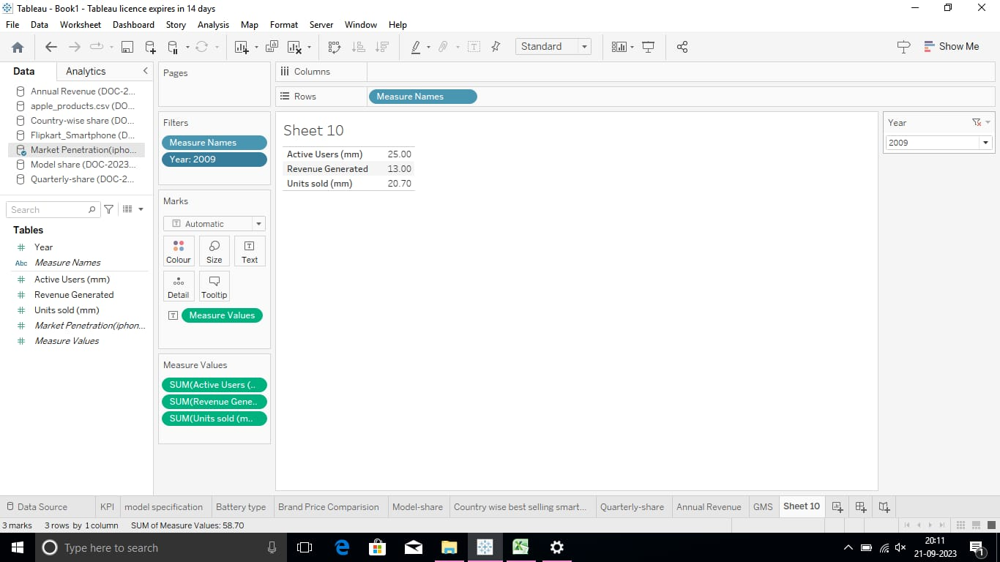 Tableau - Book1 - Tableau licence expires in 14 days
File Data Worksheet Dashboard Story Analysis Map Format Server Window Help
Standard
Show Me
Data Analytics
Annual Revenue (DOC-2...
apple_products.csv (DO...
Country-wise share (DO...
Flipkart_Smartphone (D...
Market Penetration(ipho...
Model share (DOC-2023...
Quarterly-share (DOC-2...
Search
Tables
Year
Abc Measure Names
Active Users (mm)
Revenue Generated
Units sold (mm)
Market Penetration(iphon...
Measure Values
Pages
Filters
Measure Names
Year: 2009
Marks
T Automatic
Colour Size T Text
Detail Tooltip
T Measure Values
Measure Values
SUM(Active Users (..
SUM(Revenue Gene..
SUM(Units sold (m..
Columns
Rows Measure Names
Sheet 10
Active Users (mm) 25.00
Revenue Generated 13.00
Units sold (mm) 20.70
Year
2009
Data Source KPI model specification Battery type Brand Price Comparision Model-share Country wise best selling smart... Quarterly-share Annual Revenue GMS Sheet 10
3 marks 3 rows by 1 column SUM of Measure Values: 58.70
Type here to search
20:11
21-09-2023
1